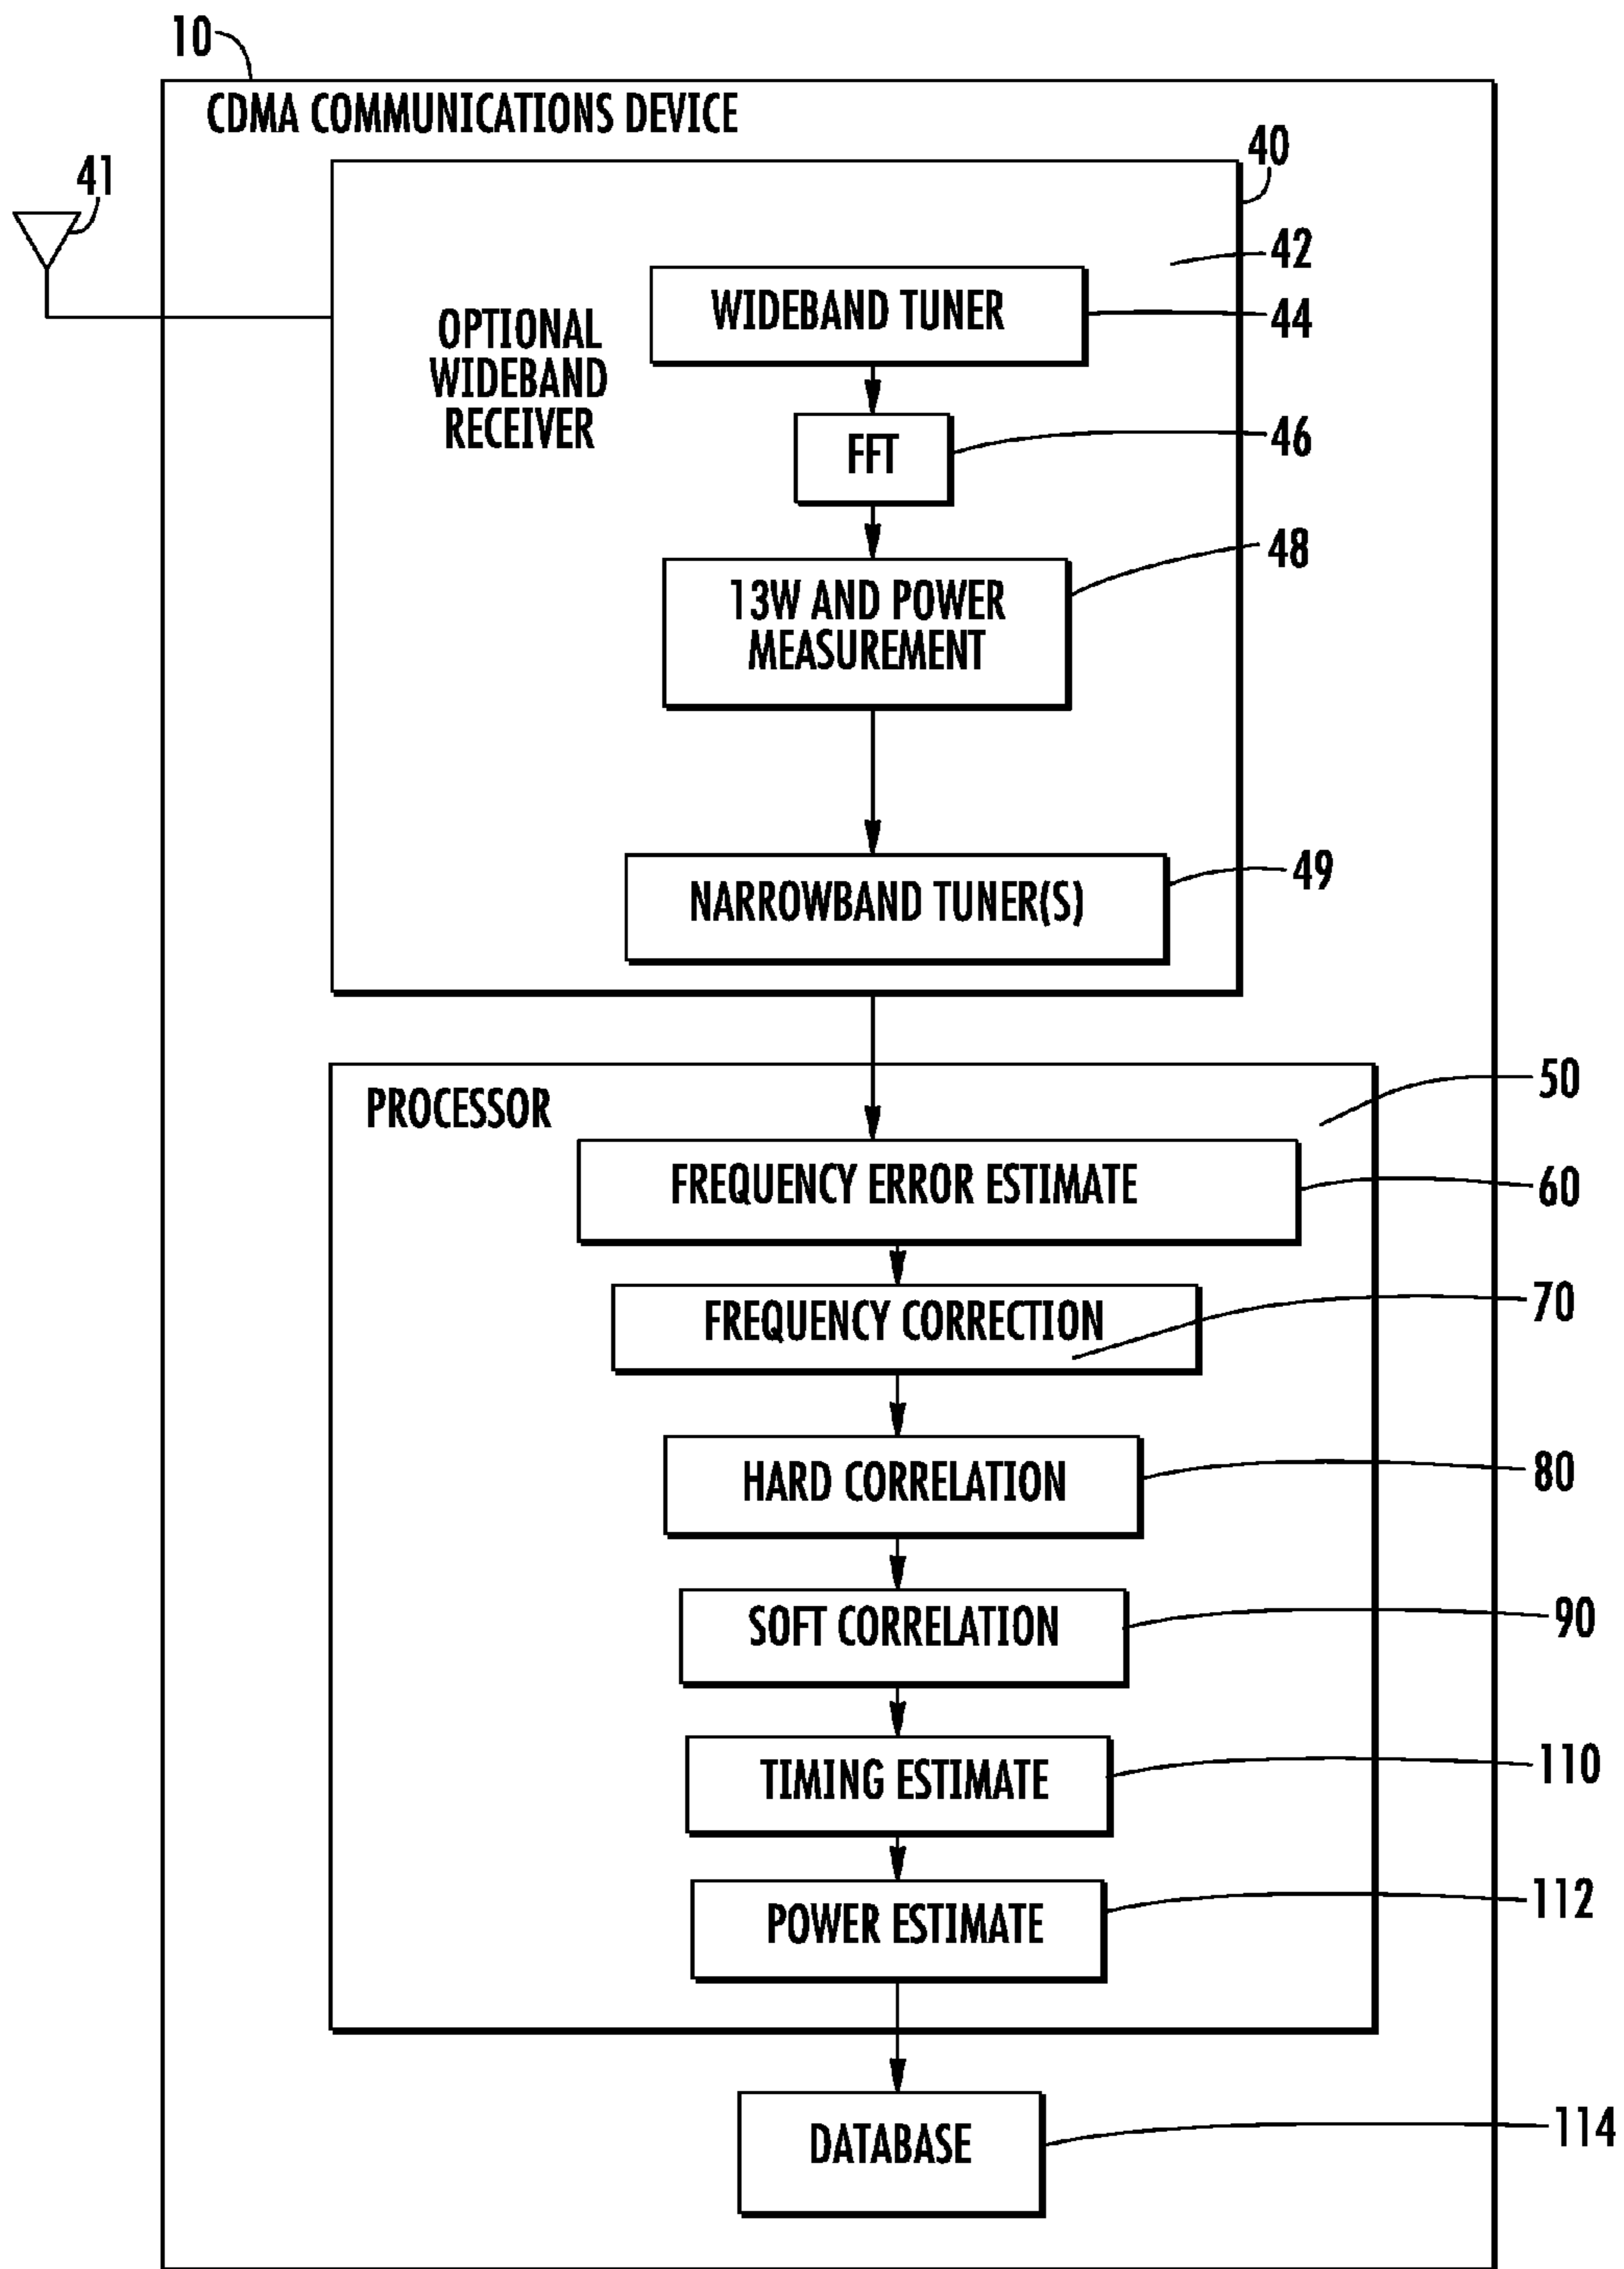 10
CDMA COMMUNICATIONS DEVICE
41
40
42
WIDEBAND TUNER
44
OPTIONAL
WIDEBAND
RECEIVER
FFT
46
48
13W AND POWER
MEASUREMENT
NARROWBAND TUNER(S)
49
PROCESSOR
50
FREQUENCY ERROR ESTIMATE
60
FREQUENCY CORRECTION
70
HARD CORRELATION
80
SOFT CORRELATION
90
TIMING ESTIMATE
110
POWER ESTIMATE
112
DATABASE
114